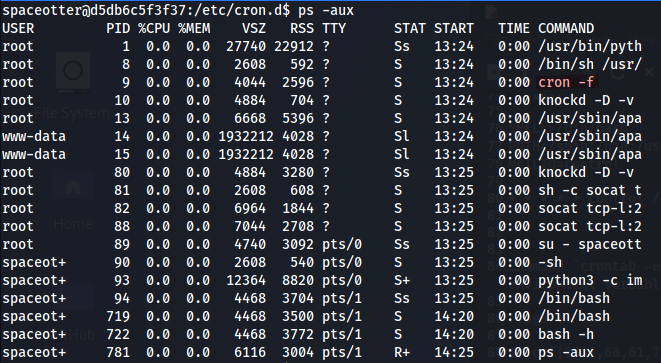 spaceotter@d5db6c5f3f37:/etc/cron.d$ ps -aux
USER PID %CPU %MEM VSZ RSS TTY STAT START TIME COMMAND
root 1 0.0 0.0 27740 22912 ? Ss 13:24 0:00 /usr/bin/pyth
root 8 0.0 0.0 2608 592 ? S 13:24 0:00 /bin/sh /usr/
root 9 0.0 0.0 4044 2596 ? S 13:24 0:00 cron -f
root 10 0.0 0.0 4884 704 ? S 13:24 0:00 knockd -D -v
root 13 0.0 0.0 6668 5396 ? S 13:24 0:00 /usr/sbin/apa
www-data 14 0.0 0.0 1932212 4028 ? Sl 13:24 0:00 /usr/sbin/apa
www-data 15 0.0 0.0 1932212 4028 ? Sl 13:24 0:00 /usr/sbin/apa
root 80 0.0 0.0 4884 3280 ? Ss 13:25 0:00 knockd -D -v
root 81 0.0 0.0 2608 608 ? S 13:25 0:00 sh -c socat t
root 82 0.0 0.0 6964 1844 ? S 13:25 0:00 socat tcp-l:2
root 88 0.0 0.0 7044 2708 ? S 13:25 0:00 socat tcp-l:2
root 89 0.0 0.0 4740 3092 pts/0 Ss 13:25 0:00 su - spaceott
spaceot+ 90 0.0 0.0 2608 540 pts/0 S 13:25 0:00 -sh
spaceot+ 93 0.0 0.0 12364 8820 pts/0 S+ 13:25 0:00 python3 -c im
spaceot+ 94 0.0 0.0 4468 3704 pts/1 Ss 13:25 0:00 /bin/bash
spaceot+ 719 0.0 0.0 4468 3500 pts/1 S 14:20 0:00 /bin/bash
spaceot+ 722 0.0 0.0 4468 3772 pts/1 S 14:20 0:00 bash -h
spaceot+ 781 0.0 0.0 6116 3004 pts/1 R+ 14:25 0:00 ps -aux
File System
Home